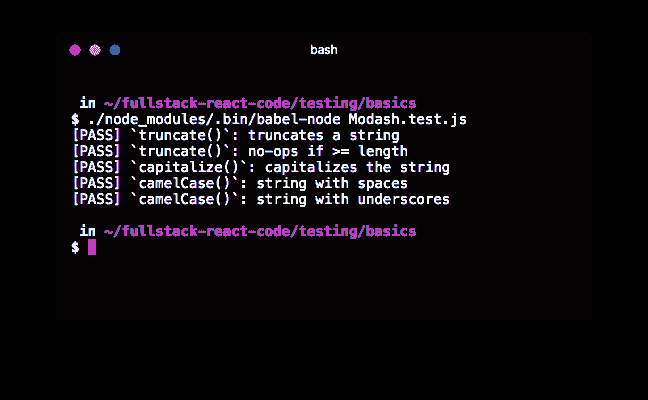 bash
in ~/fullstack-react-code/testing/basics
$ ./node_modules/.bin/babel-node Modash.test.js
[PASS] `truncate()`: truncates a string
[PASS] `truncate()`: no-ops if >= length
[PASS] `capitalize()`: capitalizes the string
[PASS] `camelCase()`: string with spaces
[PASS] `camelCase()`: string with underscores
in ~/fullstack-react-code/testing/basics
$